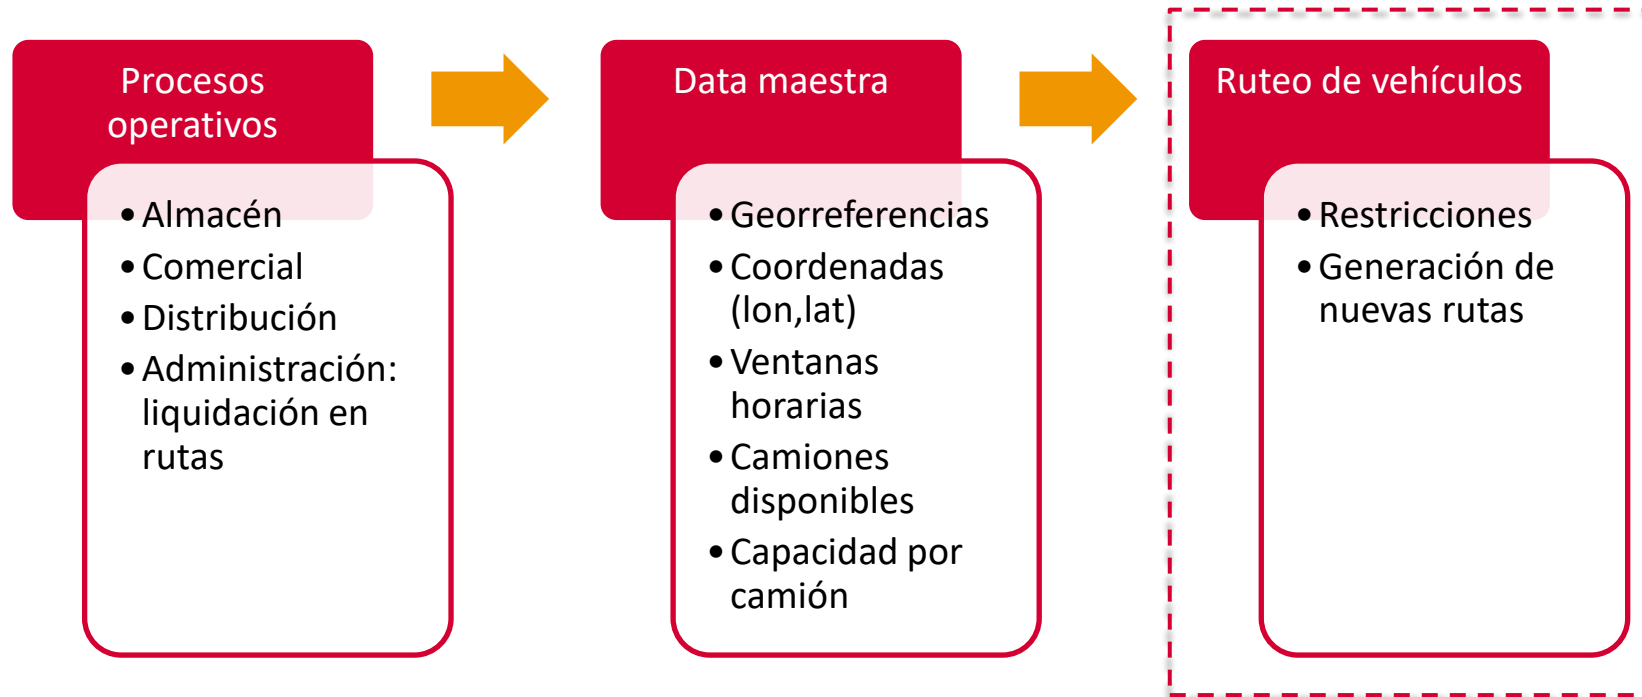 Procesos
operativos
• Almacén
• Comercial
• Distribución
• Administración:
liquidación en
rutas
Data maestra
• Georreferencias
• Coordenadas
(lon,lat)
• Ventanas
horarias
• Camiones
disponibles
• Capacidad por
camión
Ruteo de vehículos
• Restricciones
• Generación de
nuevas rutas